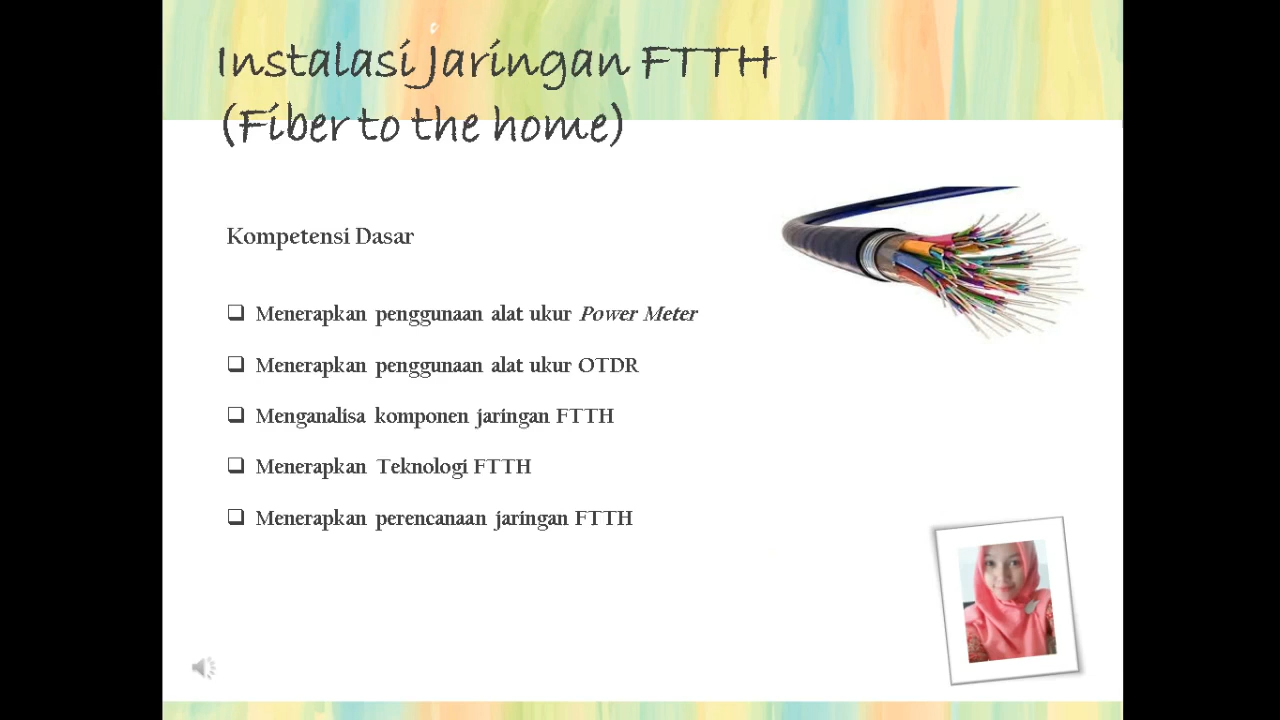 Instalasi Jaringan FTTH
(Fiber to the home)
Kompetensi Dasar
Menerapkan penggunaan alat ukur Power Meter
Menerapkan penggunaan alat ukur OTDR
Menganalisa komponen jaringan FTTH
Menerapkan Teknologi FTTH
Menerapkan perencanaan jaringan FTTH